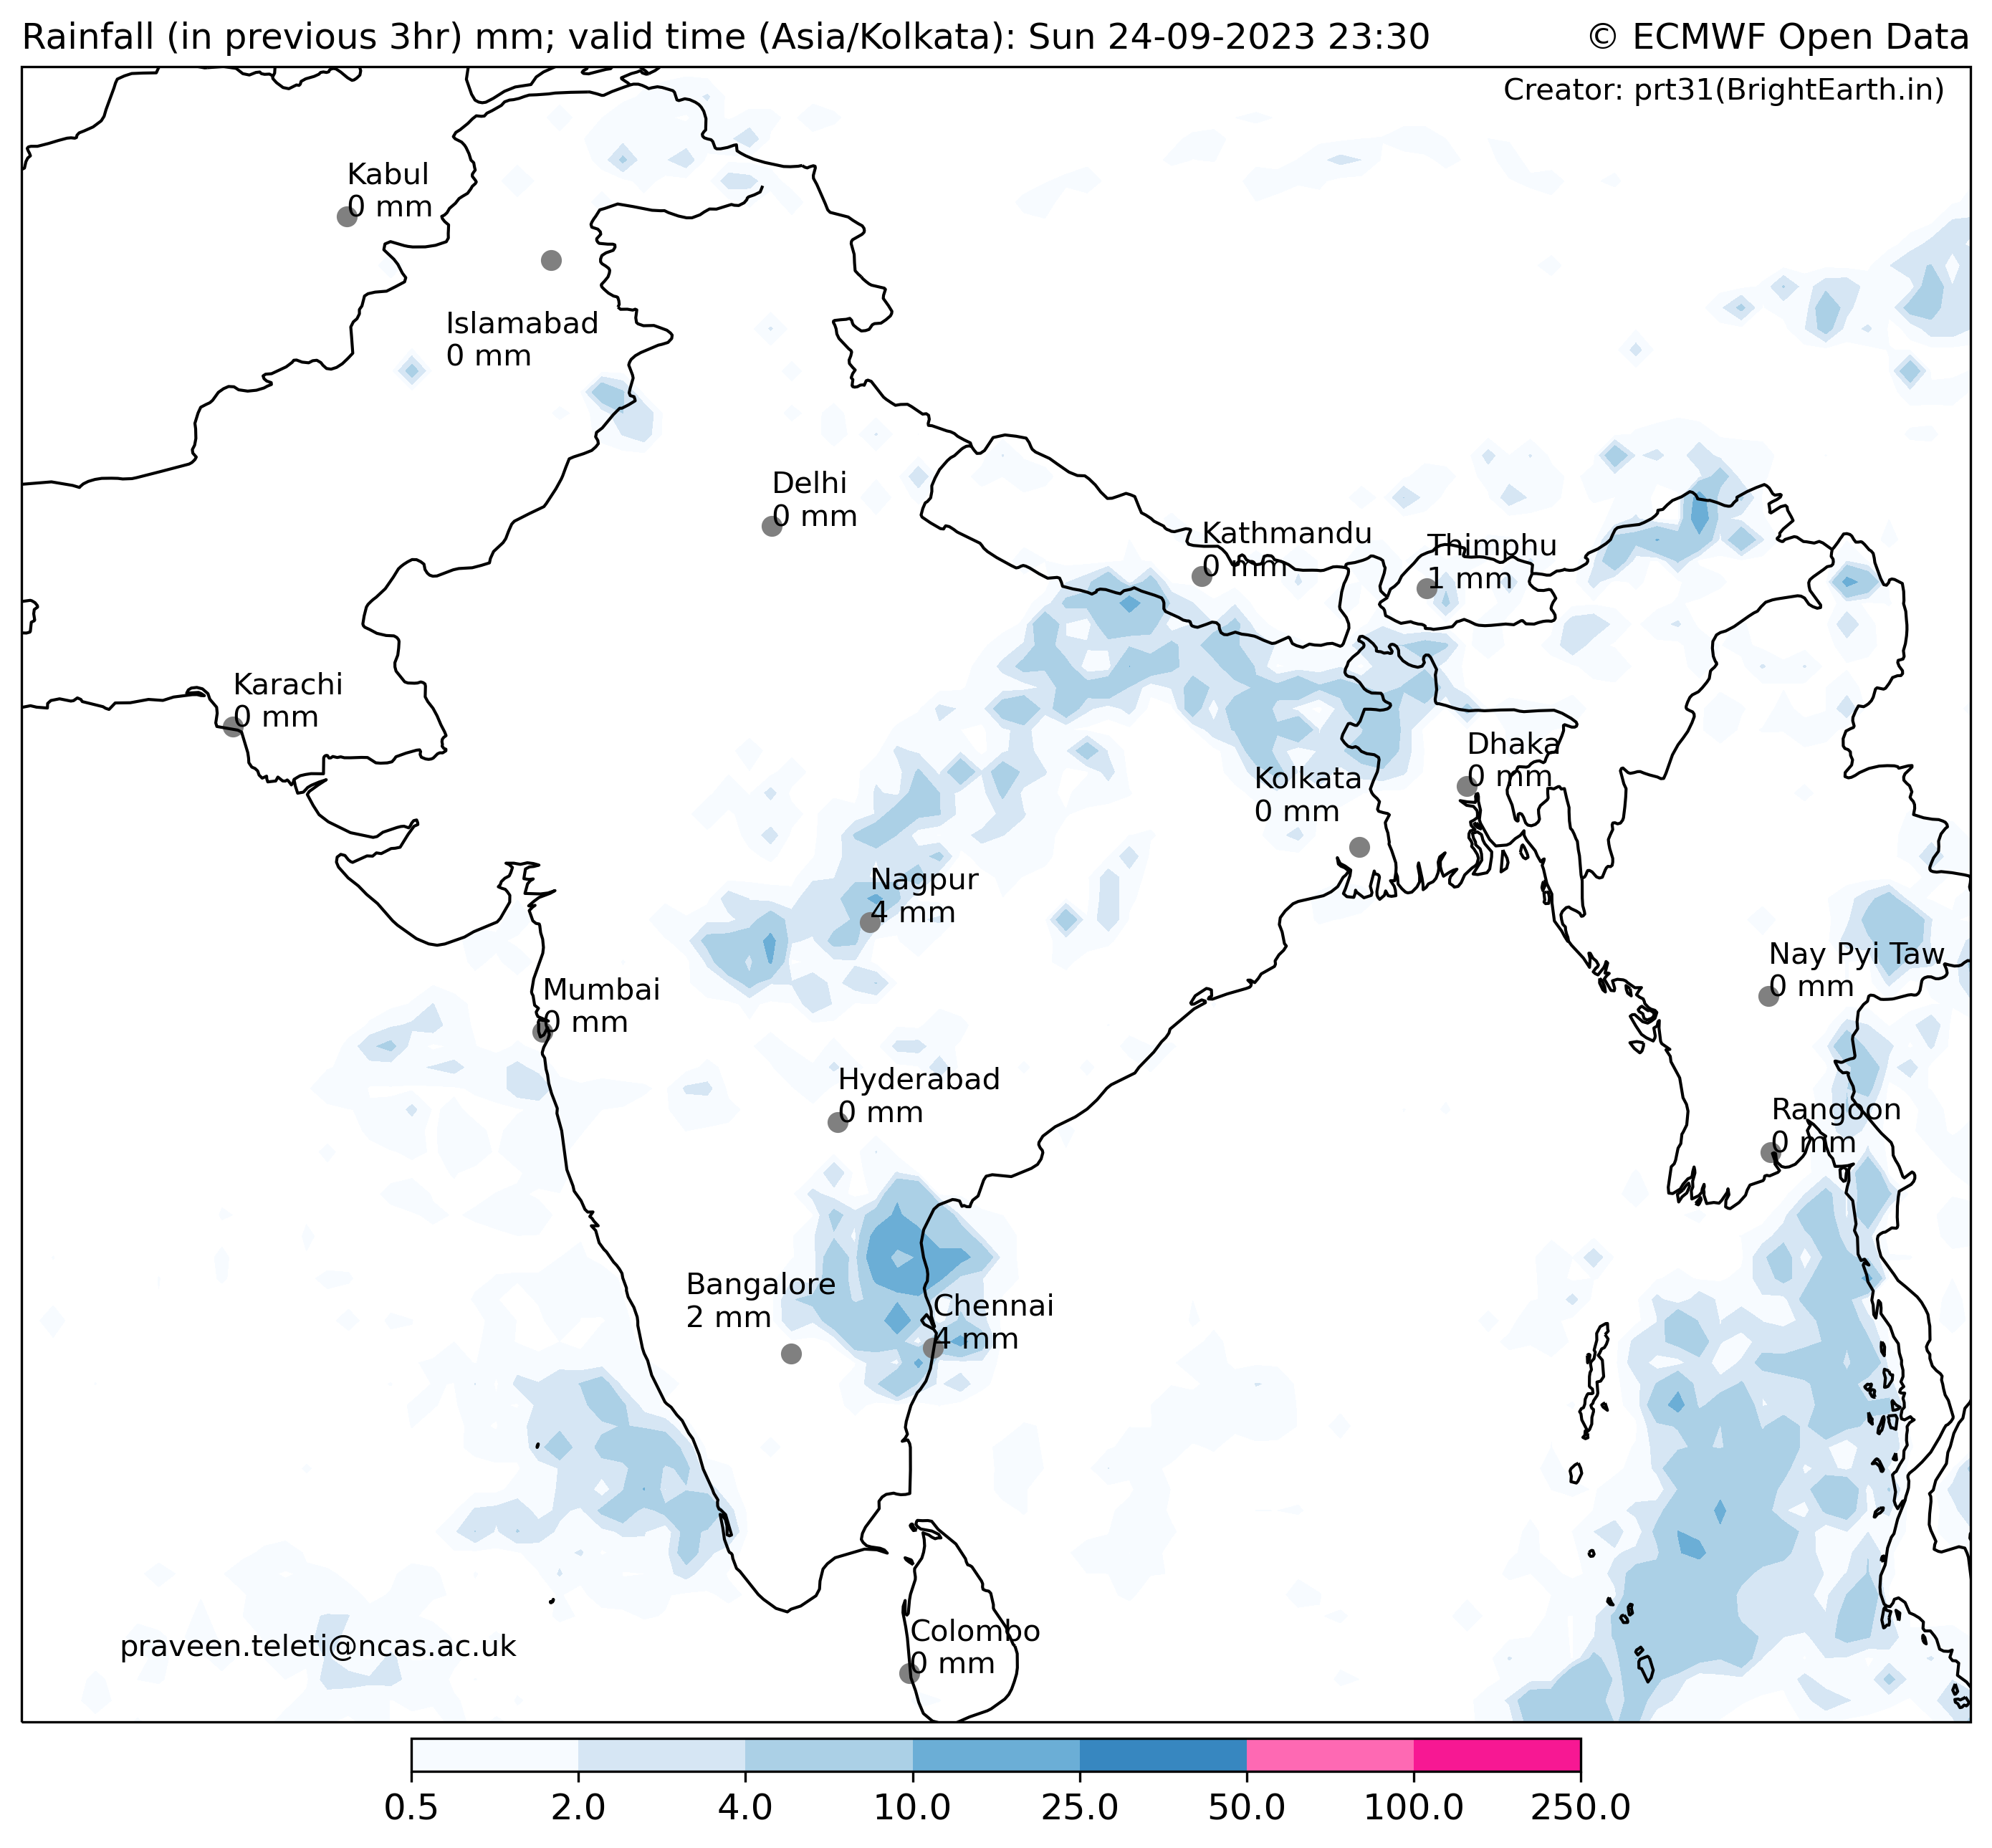 Rainfall (in previous 3hr) mm; valid time (Asia/Kolkata): Sun 24-09-2023 23:30
© ECMWF Open Data
Creator: prt31(BrightEarth.in)
Kabul
0 mm
Islamabad
0 mm
Delhi
0 mm
Kathmandu
0 mm
Thimphu
1 mm
Karachi
0 mm
Dhaka
0 mm
Kolkata
0 mm
Nagpur
4 mm
Nay Pyi Taw
0 mm
Mumbai
0 mm
Hyderabad
0 mm
Rangoon
0 mm
Bangalore
2 mm
Chennai
4 mm
Colombo
0 mm
praveen.teleti@ncas.ac.uk
0.5 2.0 4.0 10.0 25.0 50.0 100.0 250.0